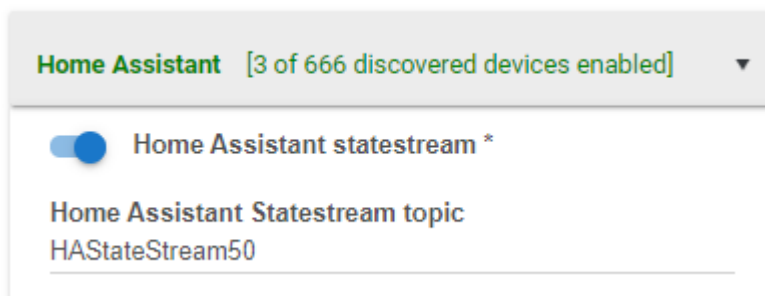 Home Assistant [3 of 666 discovered devices enabled]
Home Assistant statestream *
Home Assistant Statestream topic
HAStateStream50